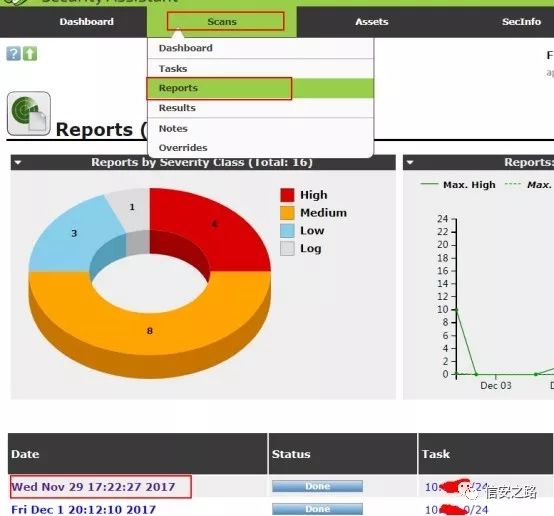 Security Assistant
Dashboard Scans Assets SecInfo
Dashboard
Tasks
Reports
Results
Notes
Overrides
?
Reports (
Reports by Severity Class (Total: 16)
Reports:
High
Medium
Low
Log
1
4
3
8
Max. High Max.
24
22
20
18
16
14
12
10
8
6
4
2
0
Dec 03
Date Status Task
Wed Nov 29 17:22:27 2017 Done 10. /24
Fri Dec 1 20:12:10 2017 Done 10. 0/24
信安之路